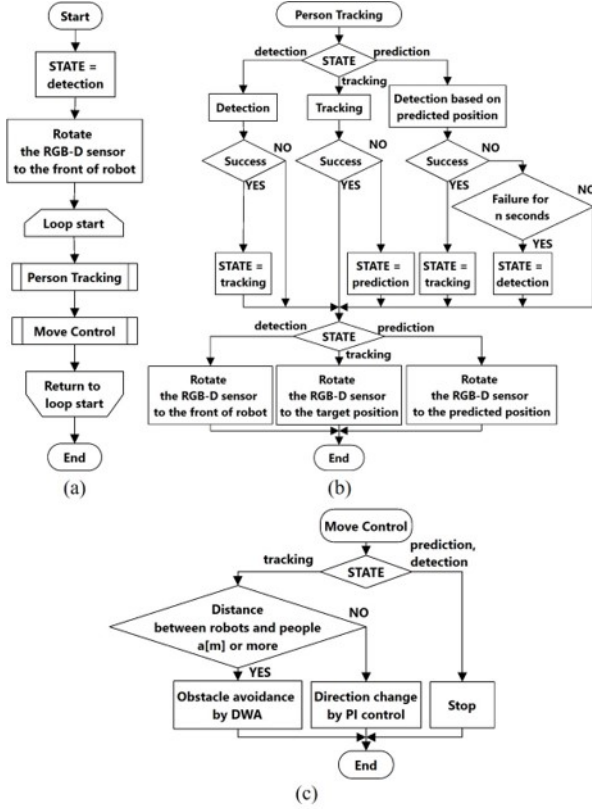 Start
STATE =
detection
Rotate
the RGB-D sensor
to the front of robot
Loop start
Person Tracking
Move Control
Return to
loop start
End
(a)
Person Tracking
detection
STATE
prediction
tracking
Detection
Tracking
Detection based on
predicted position
Success
NO
YES
Success
NO
YES
Success
NO
YES
Failure for
n seconds
NO
YES
STATE =
tracking
STATE =
prediction
STATE =
tracking
STATE =
detection
detection
STATE
prediction
tracking
Rotate
the RGB-D sensor
to the front of robot
Rotate
the RGB-D sensor
to the target position
Rotate
the RGB-D sensor
to the predicted position
End
(b)
Move Control
tracking
STATE
prediction,
detection
Distance
between robots and people
a[m] or more
NO
YES
Obstacle avoidance
by DWA
Direction change
by PI control
Stop
End
(c)